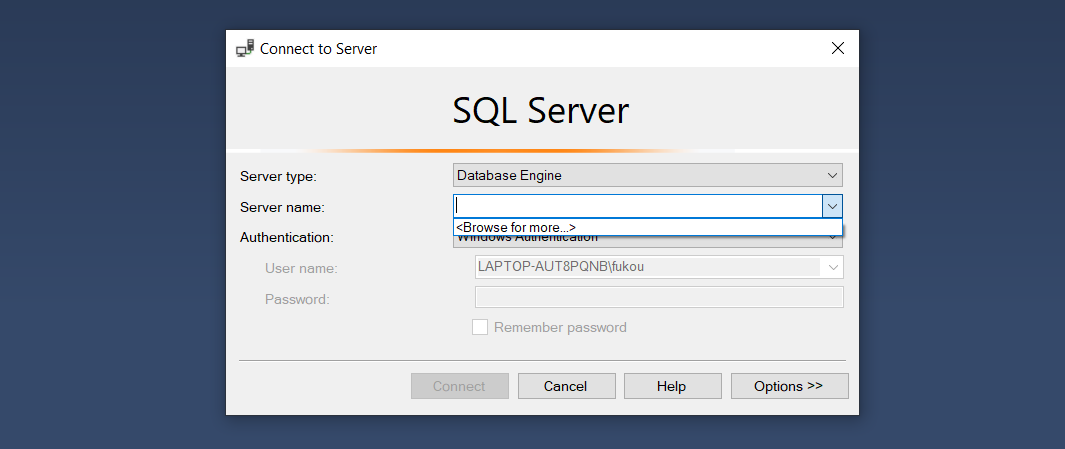 Connect to Server
SQL Server
Server type: Database Engine
Server name:
<Browse for more...>
Authentication: Windows Authentication
User name: LAPTOP-AUT8PQNB\fukou
Password:
Remember password
Connect Cancel Help Options >>